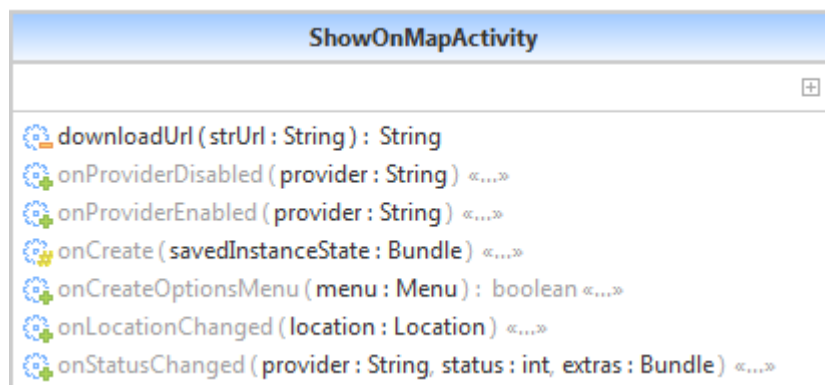 ShowOnMapActivity
downloadUrl ( strUrl : String ) : String
onProviderDisabled ( provider : String ) «...»
onProviderEnabled ( provider : String ) «...»
onCreate ( savedInstanceState : Bundle ) «...»
onCreateOptionsMenu ( menu : Menu ) : boolean «...»
onLocationChanged ( location : Location ) «...»
onStatusChanged ( provider : String, status : int, extras : Bundle ) «...»